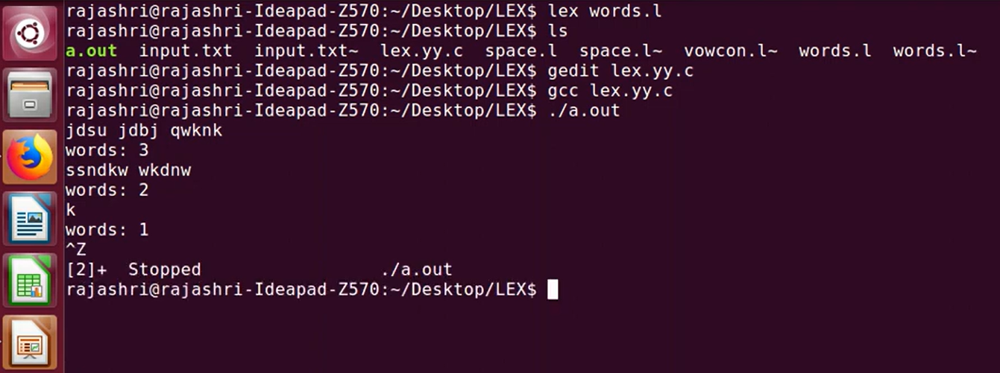 rajashri@rajashri-Ideapad-Z570:~/Desktop/LEX$ lex words.l
rajashri@rajashri-Ideapad-Z570:~/Desktop/LEX$ ls
a.out  input.txt  input.txt~  lex.yy.c  space.l  space.l~  vowcon.l~  words.l  words.l~
rajashri@rajashri-Ideapad-Z570:~/Desktop/LEX$ gedit lex.yy.c
rajashri@rajashri-Ideapad-Z570:~/Desktop/LEX$ gcc lex.yy.c
rajashri@rajashri-Ideapad-Z570:~/Desktop/LEX$ ./a.out
jdsu jdbj qwknk
words: 3
ssndkw wkdnw
words: 2
k
words: 1
^Z
[2]+  Stopped                 ./a.out
rajashri@rajashri-Ideapad-Z570:~/Desktop/LEX$